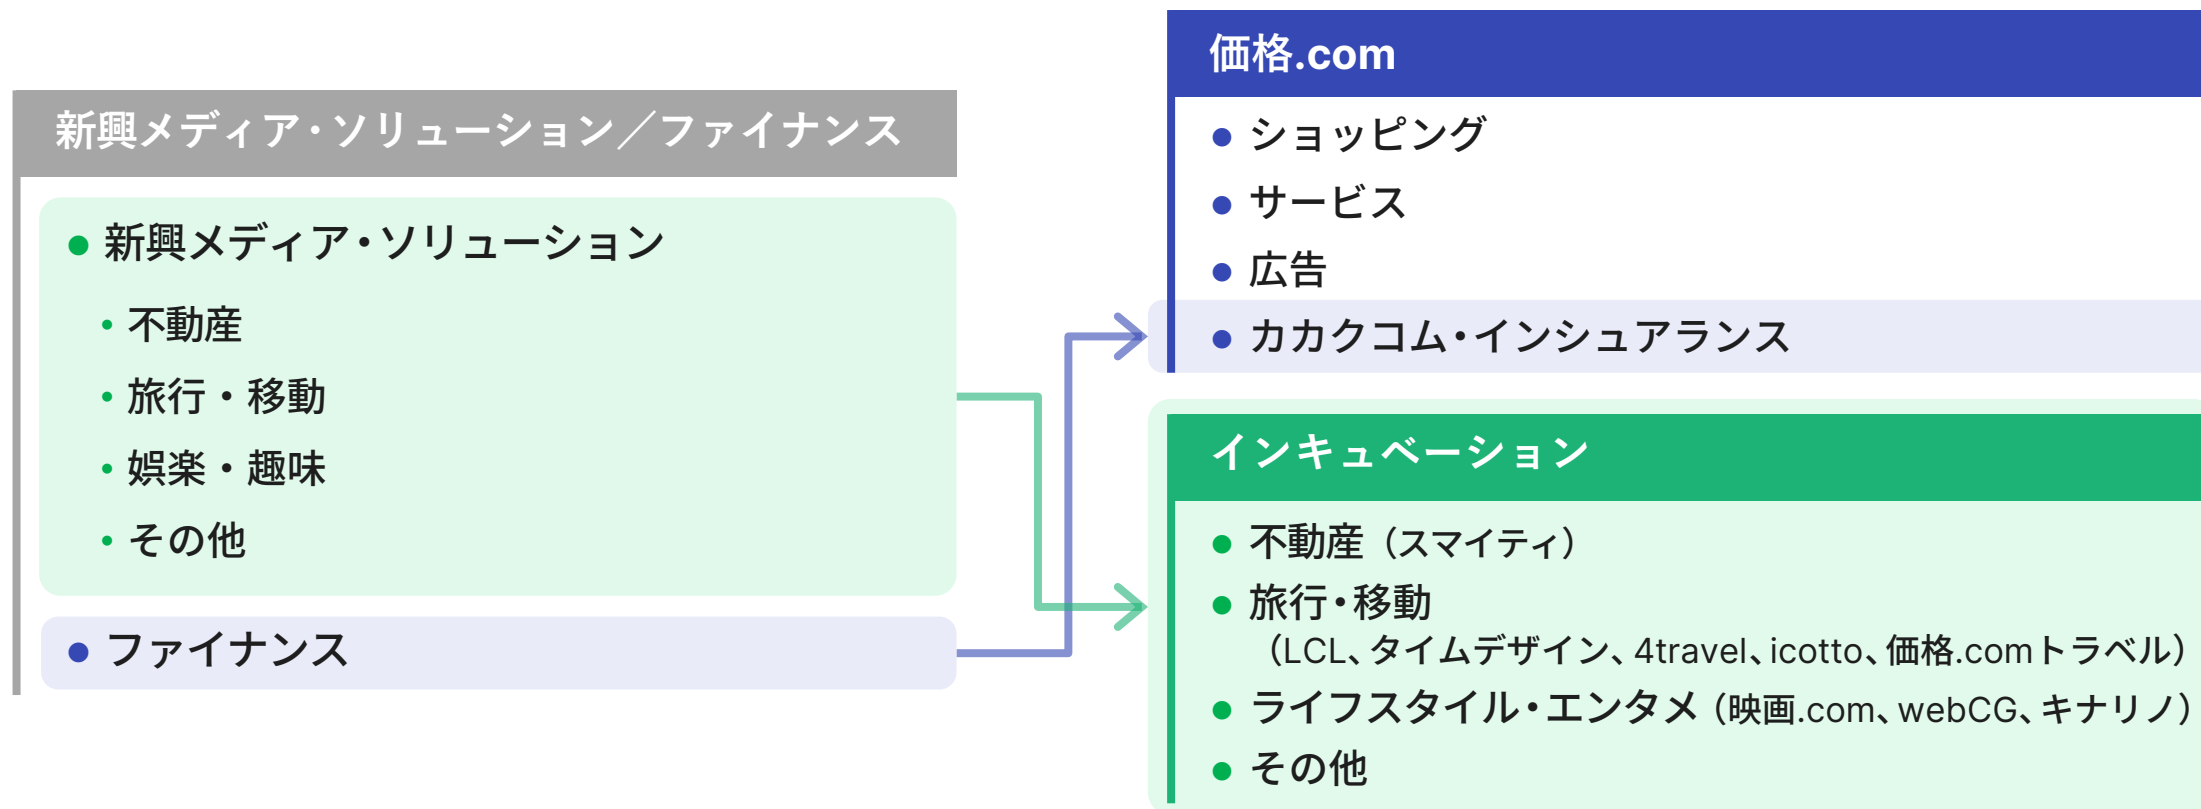 新興メディア・ソリューション／ファイナンス
● 新興メディア・ソリューション
・不動産
・旅行・移動
・娯楽・趣味
・その他
● ファイナンス
価格.com
● ショッピング
● サービス
● 広告
● カカクコム・インシュアランス
インキュベーション
● 不動産（スマイティ）
● 旅行・移動
（LCL、タイムデザイン、4travel、icotto、価格.comトラベル）
● ライフスタイル・エンタメ（映画.com、webCG、キナリノ）
● その他